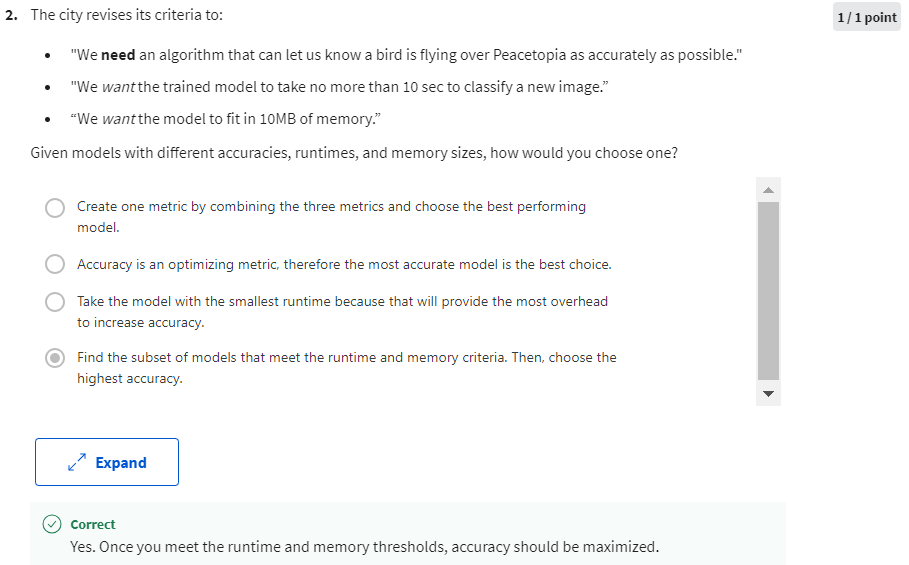 2. The city revises its criteria to:
1 / 1 point
• "We need an algorithm that can let us know a bird is flying over Peacetopia as accurately as possible."
• "We want the trained model to take no more than 10 sec to classify a new image.”
• “We want the model to fit in 10MB of memory.”
Given models with different accuracies, runtimes, and memory sizes, how would you choose one?
Create one metric by combining the three metrics and choose the best performing
model.
Accuracy is an optimizing metric, therefore the most accurate model is the best choice.
Take the model with the smallest runtime because that will provide the most overhead
to increase accuracy.
Find the subset of models that meet the runtime and memory criteria. Then, choose the
highest accuracy.
Expand
Correct
Yes. Once you meet the runtime and memory thresholds, accuracy should be maximized.